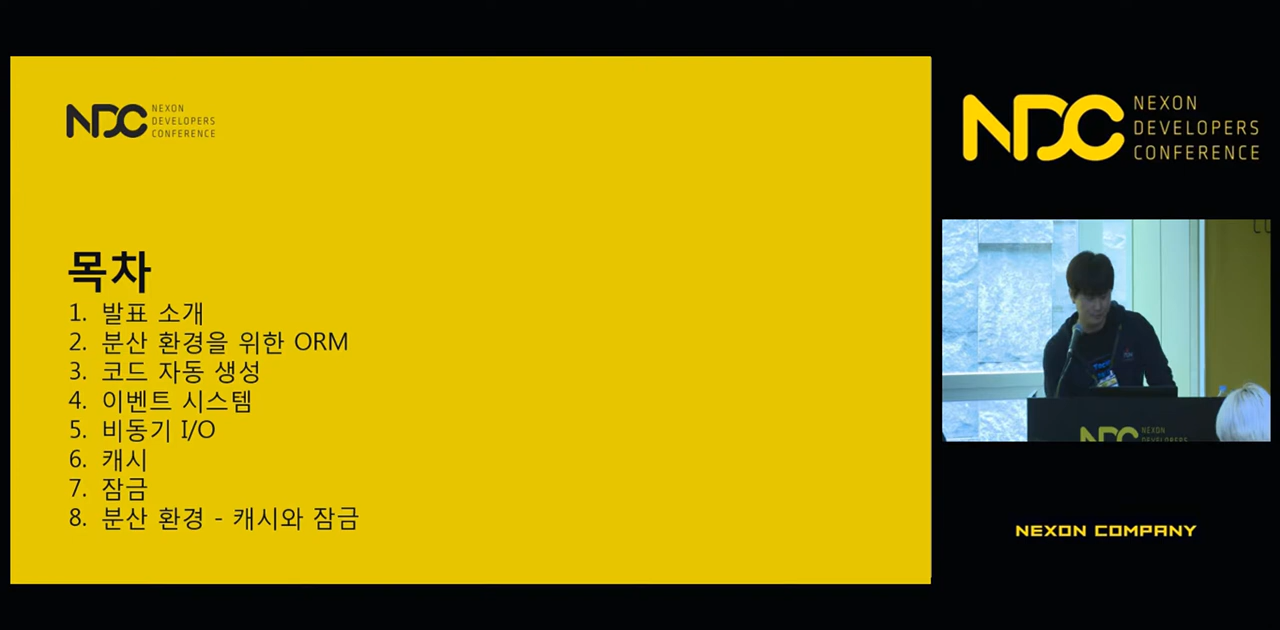 NDC NEXON
DEVELOPERS
CONFERENCE
목차
1. 발표 소개
2. 분산 환경을 위한 ORM
3. 코드 자동 생성
4. 이벤트 시스템
5. 비동기 I/O
6. 캐시
7. 잠금
8. 분산 환경 - 캐시와 잠금
NDC NEXON
DEVELOPERS
CONFERENCE
NDC NEXON
DEVELOPERS
NEXON COMPANY